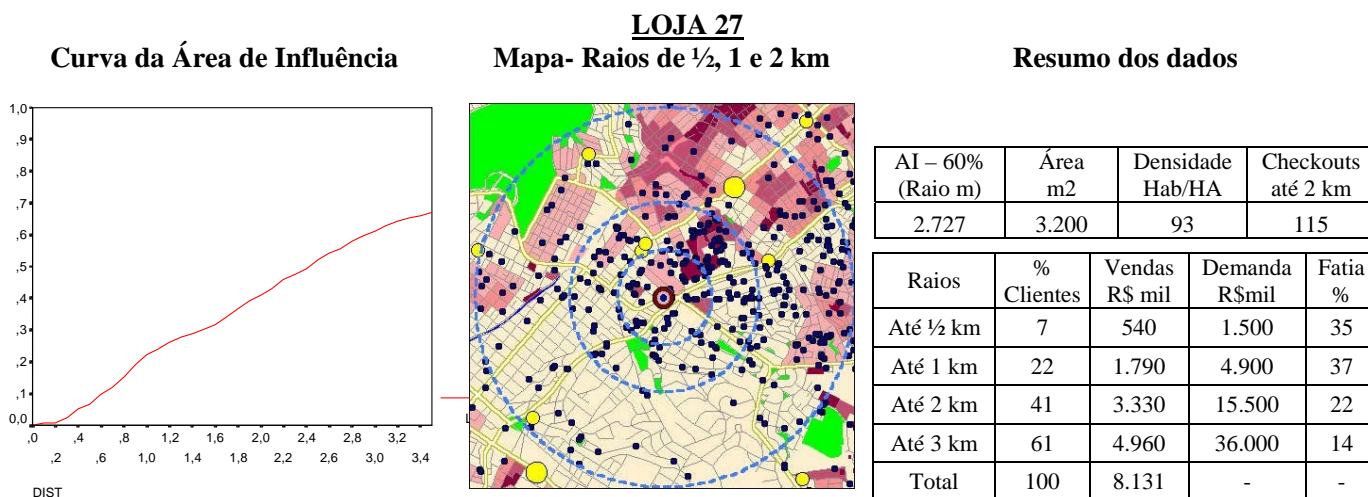 LOJA 27
Curva da Área de Influência
Mapa- Raios de ½, 1 e 2 km
Resumo dos dados
1,0
,9
,8
,7
,6
,5
,4
,3
,2
,1
0,0
,0 ,4 ,8 1,2 1,6 2,0 2,4 2,8 3,2
,2 ,6 1,0 1,4 1,8 2,2 2,6 3,0 3,4
DIST
AI – 60% Área Densidade Checkouts
(Raio m) m2 Hab/HA até 2 km
2.727 3.200 93 115
Raios % Clientes Vendas R$ mil Demanda R$mil Fatia %
Até ½ km 7 540 1.500 35
Até 1 km 22 1.790 4.900 37
Até 2 km 41 3.330 15.500 22
Até 3 km 61 4.960 36.000 14
Total 100 8.131 - -